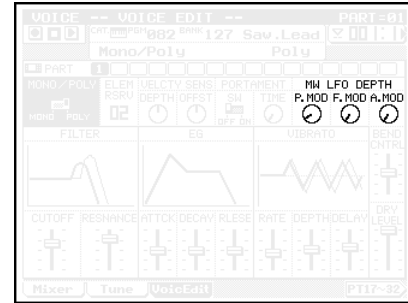 VOICE -- VOICE EDIT -- PART=01
CAT. PGM# 082 BANK 127 Saw.Lead
Mono/Poly Poly
PART 1
MONO/POLY ELEM RSRV VELCTY SENS PORTAMENT. MW LFO DEPTH
DEPTH OFFST SW TIME P.MOD F.MOD A.MOD
MONO POLY 02 OFF ON
FILTER EG VIBRATO BEND CNTRL
CUTOFF RESNANCE ATTCK DECAY RLESE RATE DEPTH DELAY DRY LEVEL
Mixer Tune VoicEdit PT17~32